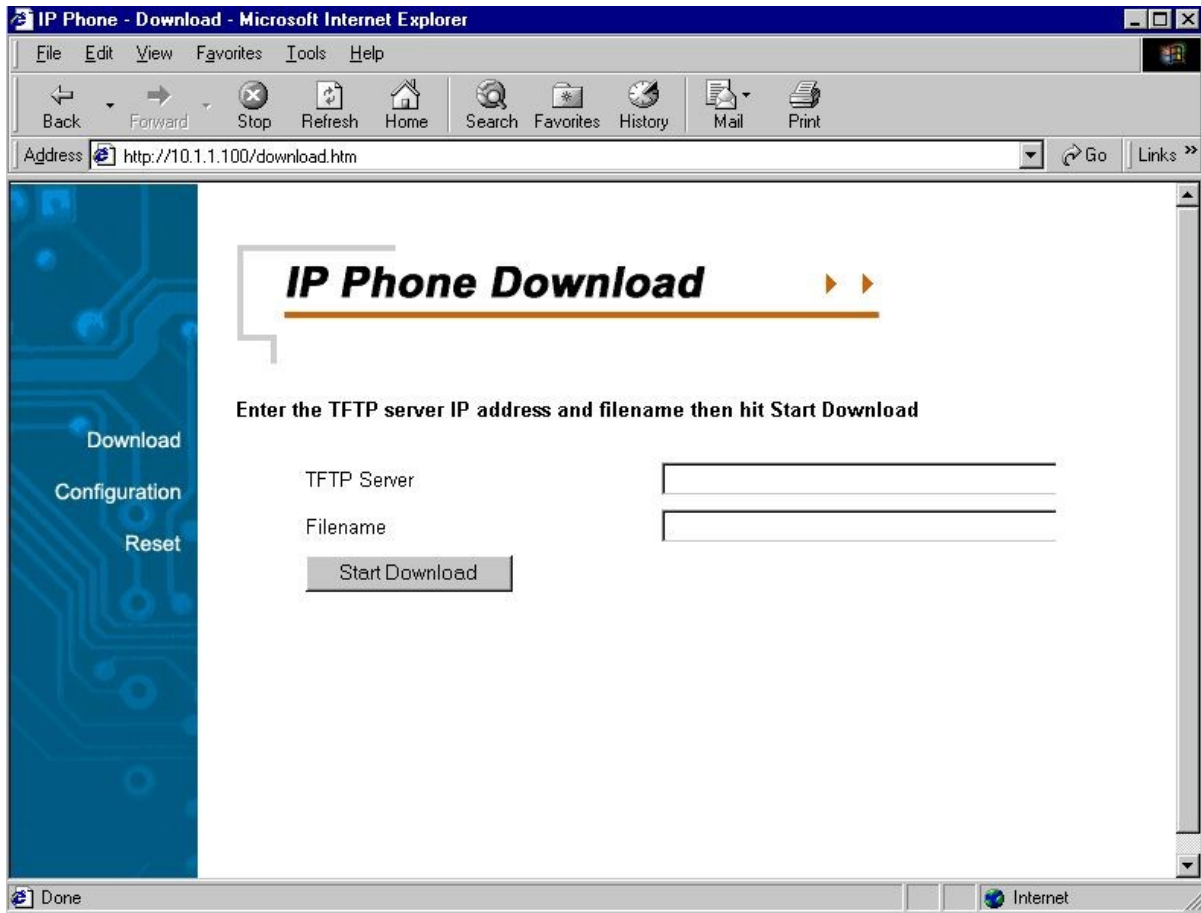 IP Phone - Download - Microsoft Internet Explorer
File Edit View Favorites Tools Help
Back Forward Stop Refresh Home Search Favorites History Mail Print
Address http://10.1.1.100/download.htm Go Links »
IP Phone Download
Enter the TFTP server IP address and filename then hit Start Download
Download
TFTP Server
Configuration
Filename
Reset
Start Download
Done Internet